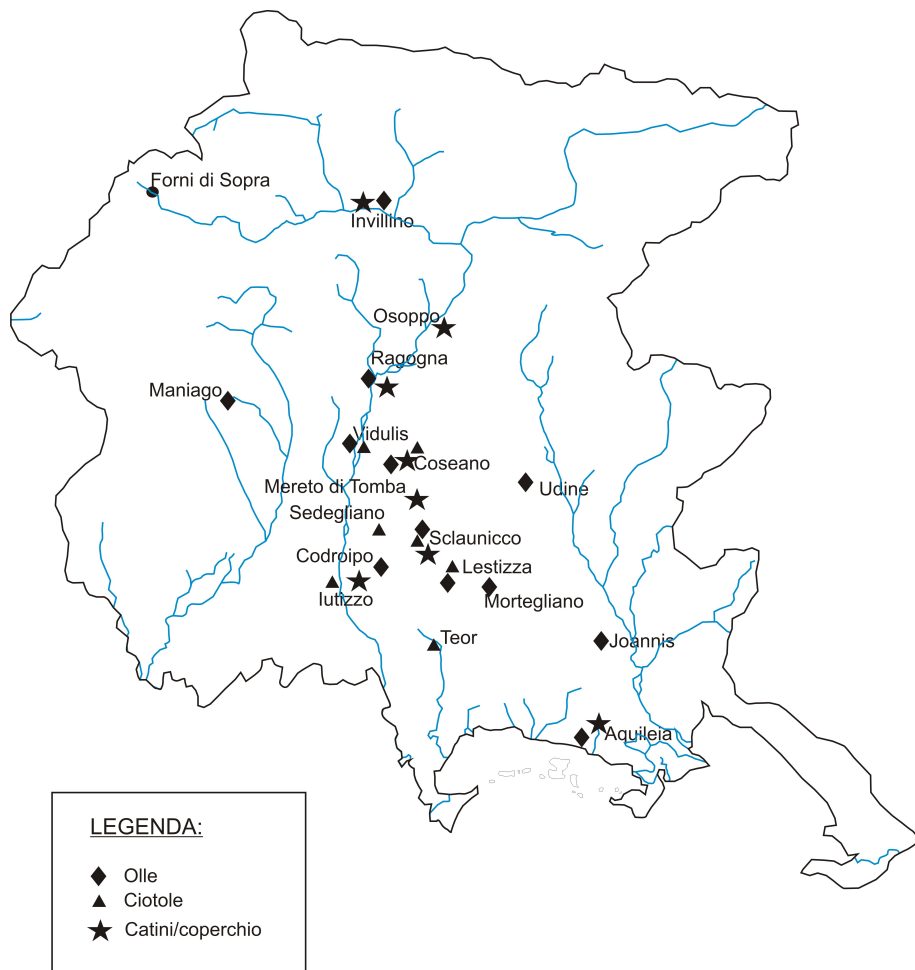 Forni di Sopra
Invillino
Osoppo
Ragogna
Maniago
Vidulis
Coseano
Mereto di Tomba
Udine
Sedegliano
Sclaunicco
Codroipo
Lestizza
Iutizzo
Mortegliano
Teor
Joannis
Aquileia
LEGENDA:
Olle
Ciotole
Catini/coperchio